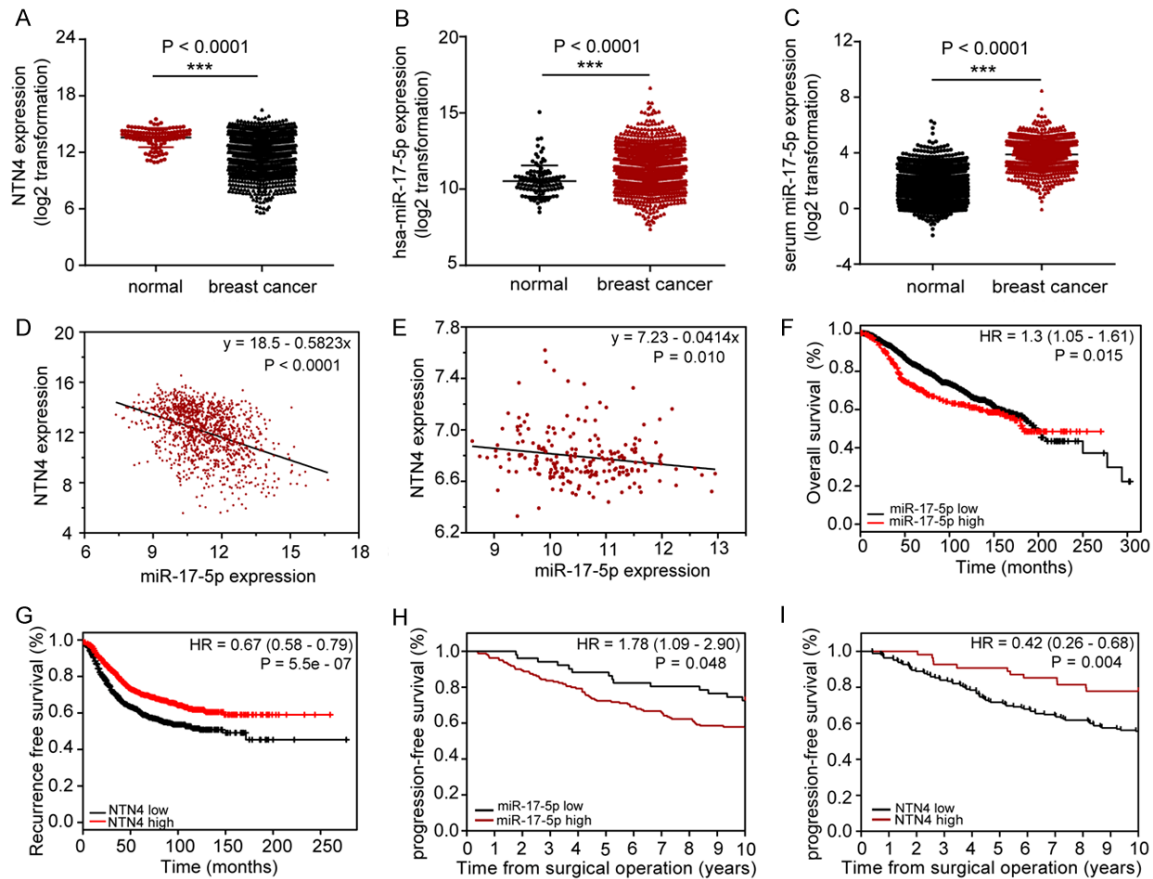 A
NTN4 expression
(log2 transformation)
24
18
12
6
0
P < 0.0001
***
normal
breast cancer
B
hsa-miR-17-5p expression
(log2 transformation)
20
15
10
5
P < 0.0001
***
normal
breast cancer
C
serum miR-17-5p expression
(log2 transformation)
12
8
4
0
-4
P < 0.0001
***
normal
breast cancer
D
NTN4 expression
20
16
12
8
4
y = 18.5 - 0.5823x
P < 0.0001
6
9
12
15
18
miR-17-5p expression
E
NTN4 expression
7.8
7.4
7.0
6.6
6.2
y = 7.23 - 0.0414x
P = 0.010
9
10
11
12
13
miR-17-5p expression
F
Overall survival (%)
1.0
0.8
0.6
0.4
0.2
0.0
HR = 1.3 (1.05 - 1.61)
P = 0.015
miR-17-5p low
miR-17-5p high
0
50
100
150
200
250
300
Time (months)
G
Recurrence free survival (%)
1.0
0.8
0.6
0.4
0.2
0.0
HR = 0.67 (0.58 - 0.79)
P = 5.5e - 07
NTN4 low
NTN4 high
0
50
100
150
200
250
Time (months)
H
progression-free survival (%)
1.0
0.8
0.6
0.4
0.2
0.0
HR = 1.78 (1.09 - 2.90)
P = 0.048
miR-17-5p low
miR-17-5p high
0
1
2
3
4
5
6
7
8
9
10
Time from surgical operation (years)
I
progression-free survival (%)
1.0
0.8
0.6
0.4
0.2
0.0
HR = 0.42 (0.26 - 0.68)
P = 0.004
NTN4 low
NTN4 high
0
1
2
3
4
5
6
7
8
9
10
Time from surgical operation (years)